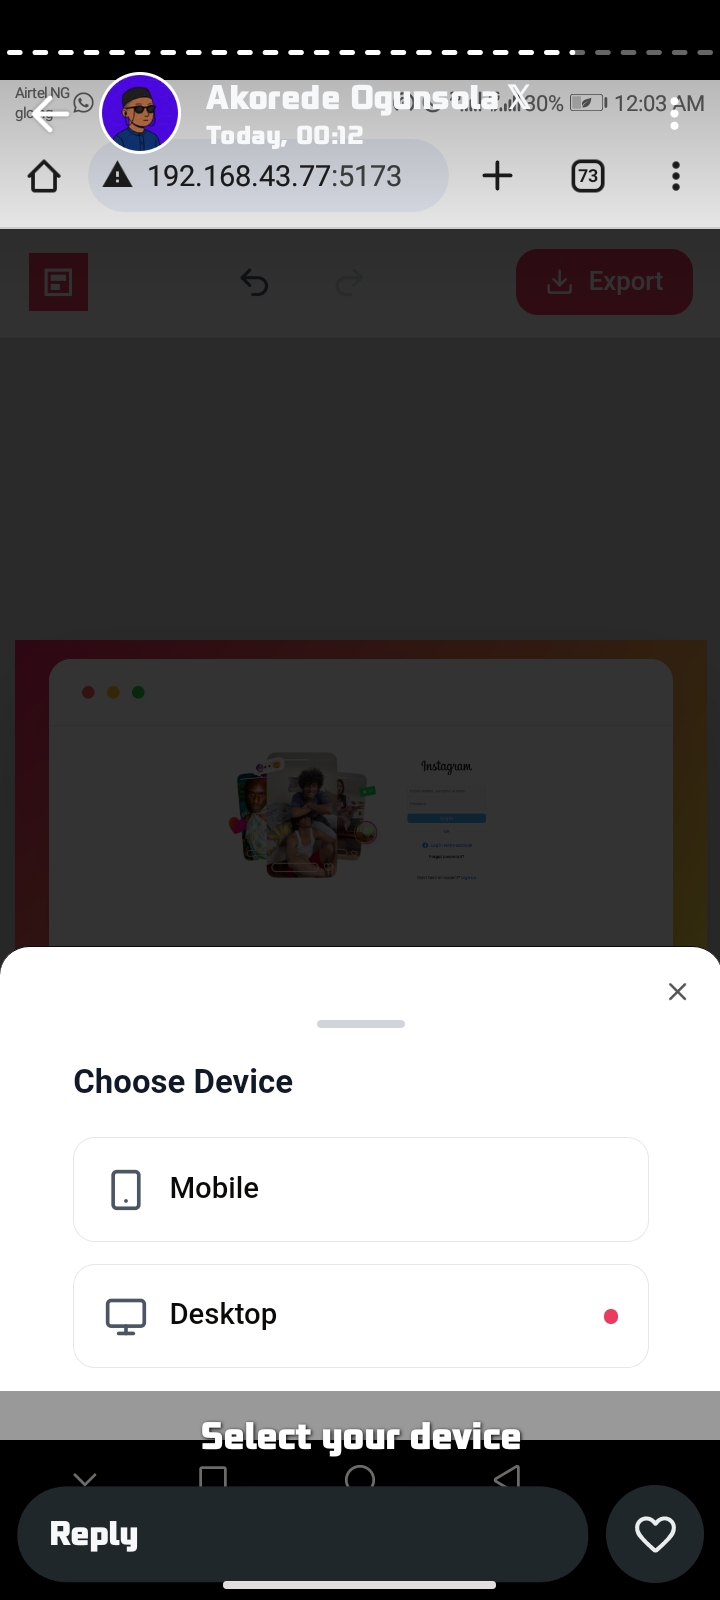 Airtel NG
glo
Akorede Ogunsola X
30%
12:03 AM
Today, 00:12
192.168.43.77:5173
73
Export
Instagram
Choose Device
Mobile
Desktop
Select your device
Reply